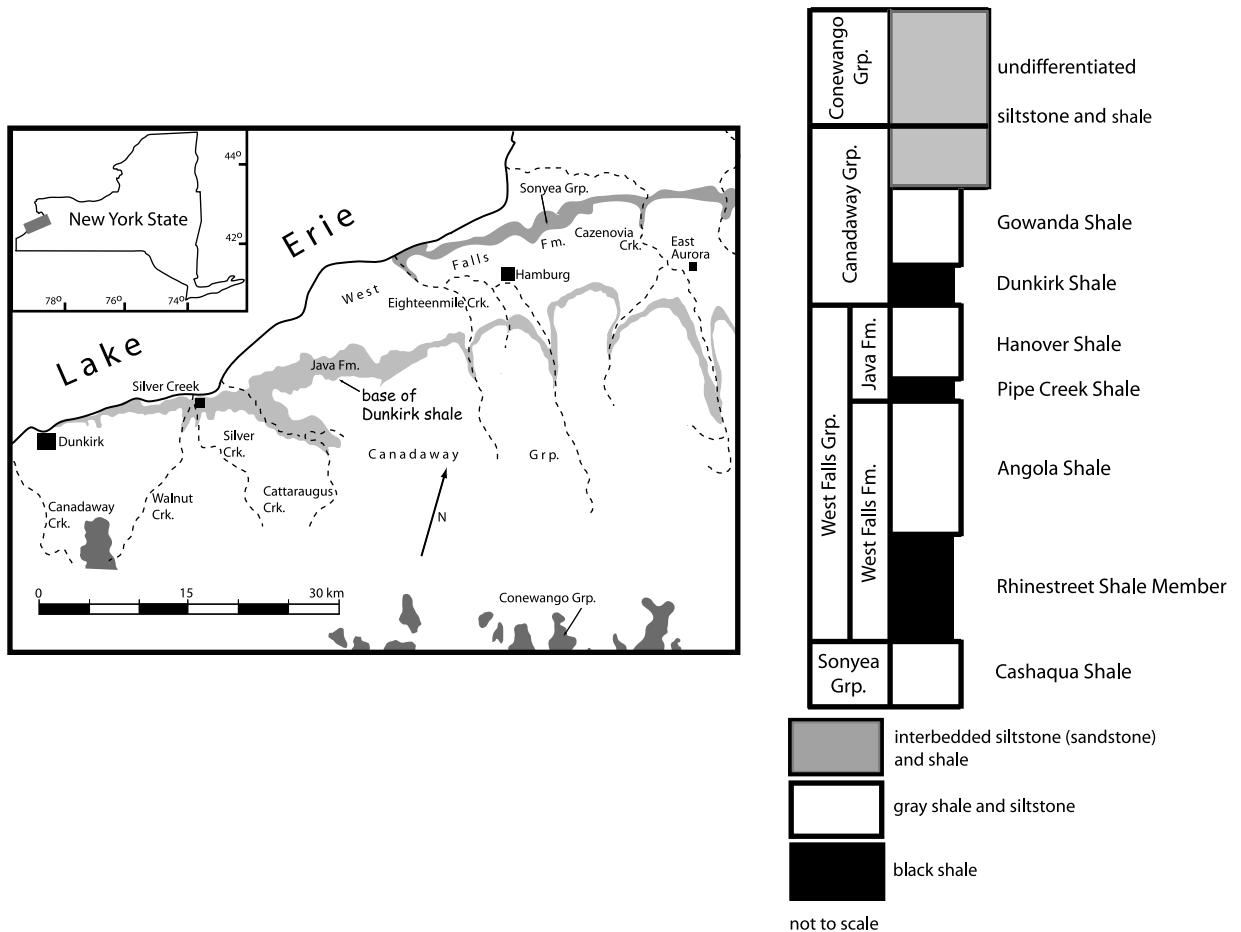 44°
42°
78°
76°
74°
New York State
Lake
Erie
Sonyea Grp.
Cazenovia
Crk.
East
Aurora
West
Falls
Fm.
Hamburg
Eighteenmile Crk.
Java Fm.
base of
Dunkirk shale
Silver Creek
Dunkirk
Silver
Crk.
Canadaway
Grp.
Walnut
Crk.
Cattaraugus
Crk.
Canadaway
Crk.
N
0
15
30 km
Conewango Grp.
Conewango
Grp.
undifferentiated
siltstone and shale
Canadaway Grp.
Gowanda Shale
Dunkirk Shale
West Falls Grp.
Java Fm.
Hanover Shale
Pipe Creek Shale
West Falls Fm.
Angola Shale
Rhinestreet Shale Member
Sonyea
Grp.
Cashaqua Shale
interbedded siltstone (sandstone)
and shale
gray shale and siltstone
black shale
not to scale